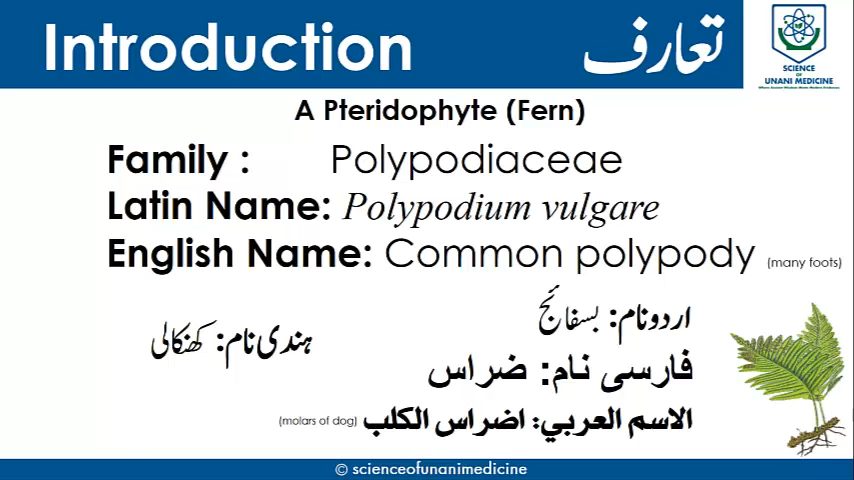 Introduction
تعارف
SCIENCE
OF
UNANI MEDICINE
A Pteridophyte (Fern)
Family : Polypodiaceae
Latin Name: Polypodium vulgare
English Name: Common polypody (many foots)
اردو نام: بسفائج
ہندی نام: کھنکالی
فارسی نام: ضراس
الاسم العربي: اضراس الكلب (molars of dog)
© scienceofunanimedicine